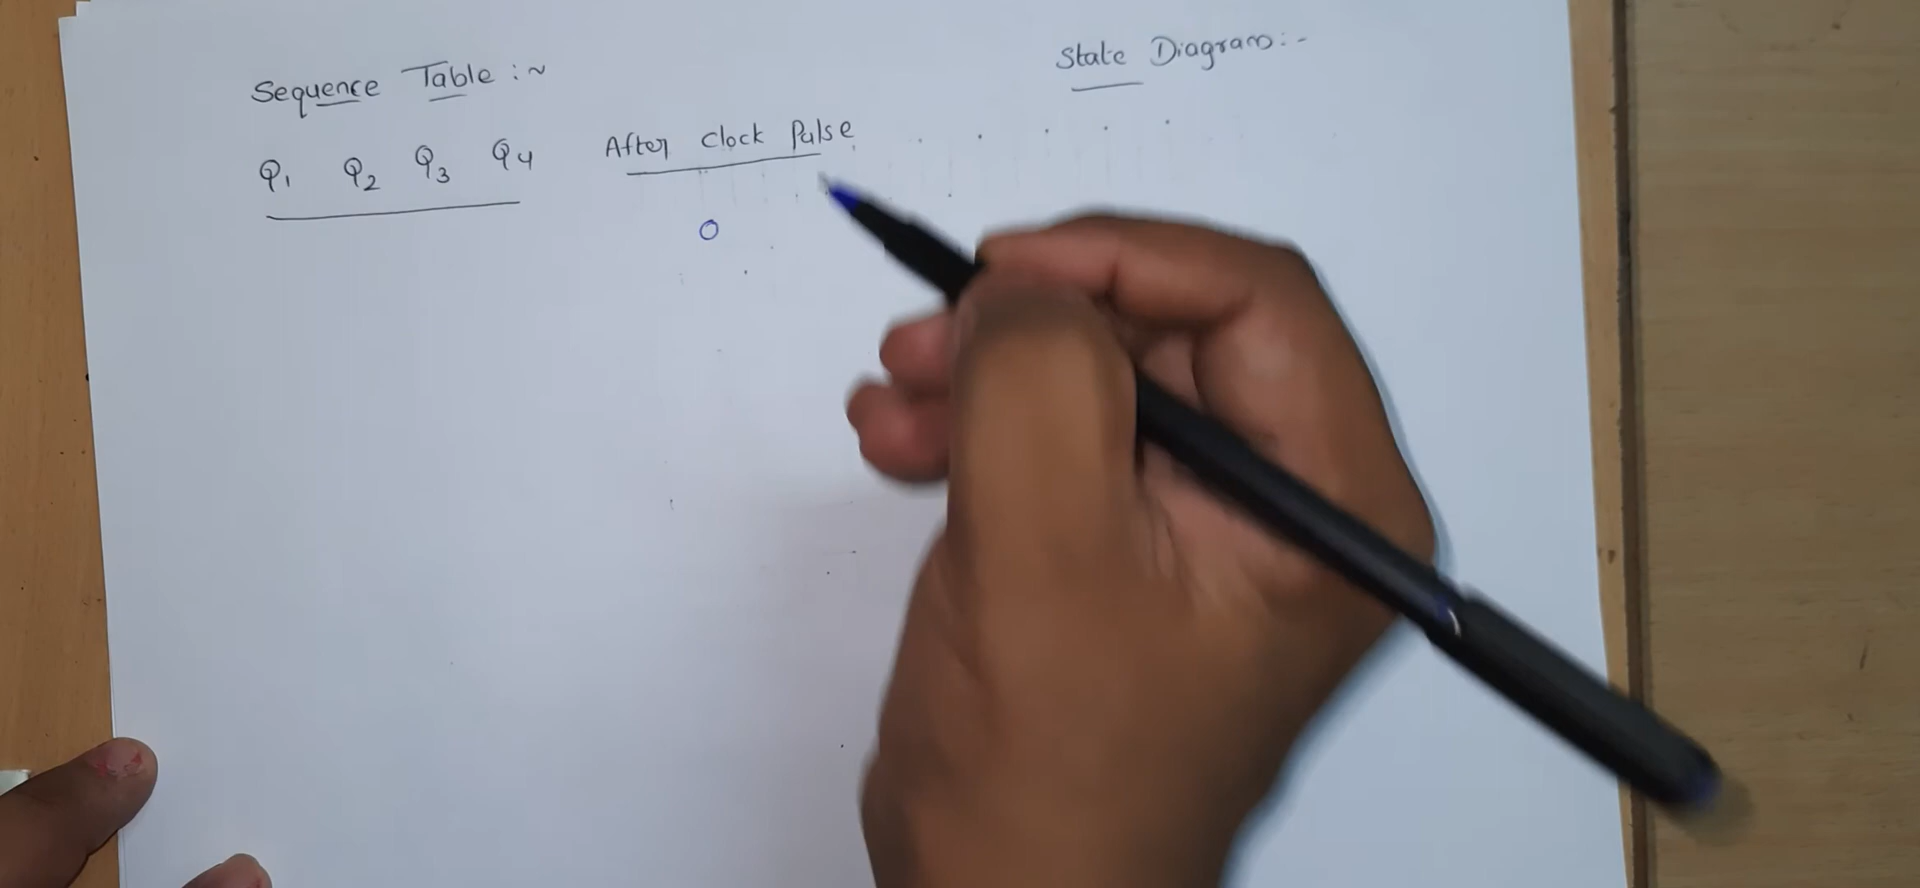 Sequence Table :~
State Diagram :-
Q1 Q2 Q3 Q4
After Clock Pulse
0